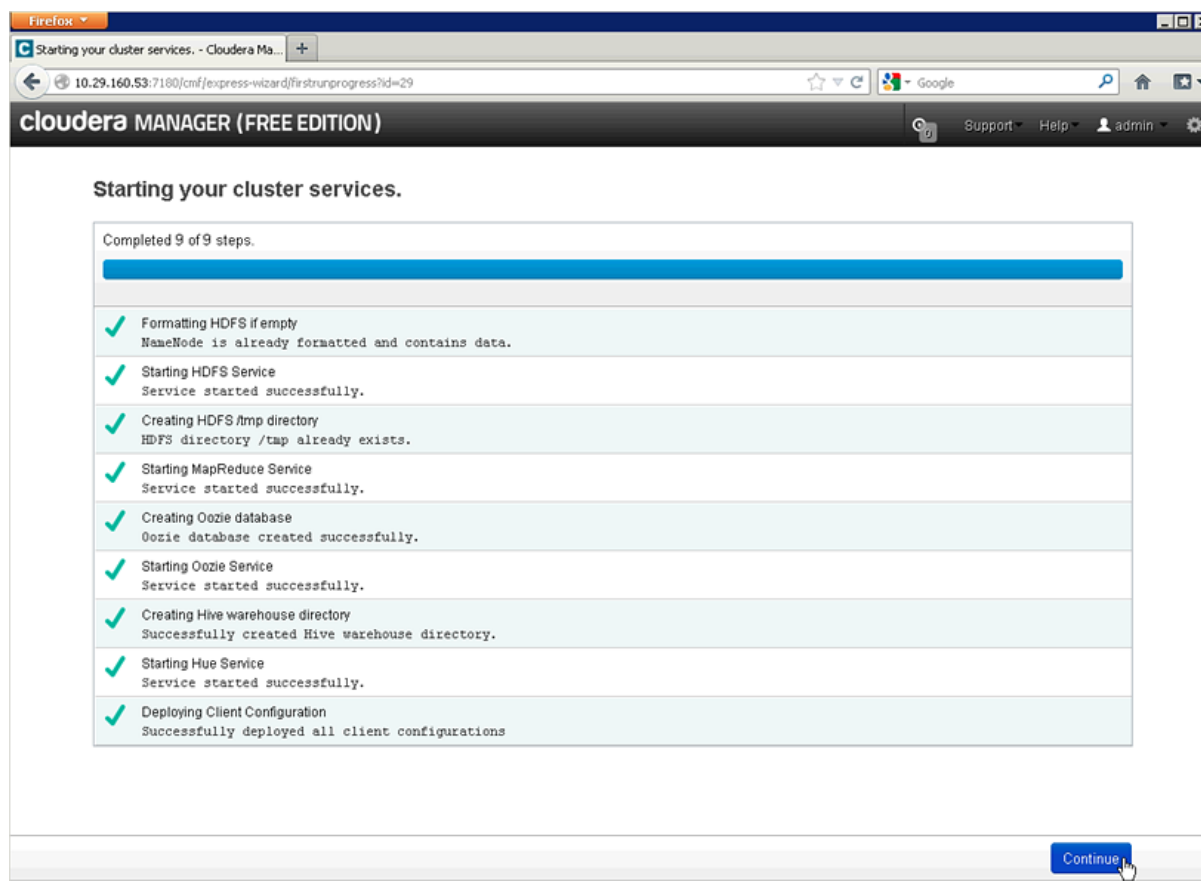 Firefox
Starting your cluster services. - Cloudera Ma...
10.29.160.53:7180/cmf/express-wizard/firstrunprogress?id=29
Google
cloudera MANAGER (FREE EDITION)
0
Support
Help
admin
Starting your cluster services.
Completed 9 of 9 steps.
Formatting HDFS if empty
NameNode is already formatted and contains data.
Starting HDFS Service
Service started successfully.
Creating HDFS /tmp directory
HDFS directory /tmp already exists.
Starting MapReduce Service
Service started successfully.
Creating Oozie database
Oozie database created successfully.
Starting Oozie Service
Service started successfully.
Creating Hive warehouse directory
Successfully created Hive warehouse directory.
Starting Hue Service
Service started successfully.
Deploying Client Configuration
Successfully deployed all client configurations
Continue